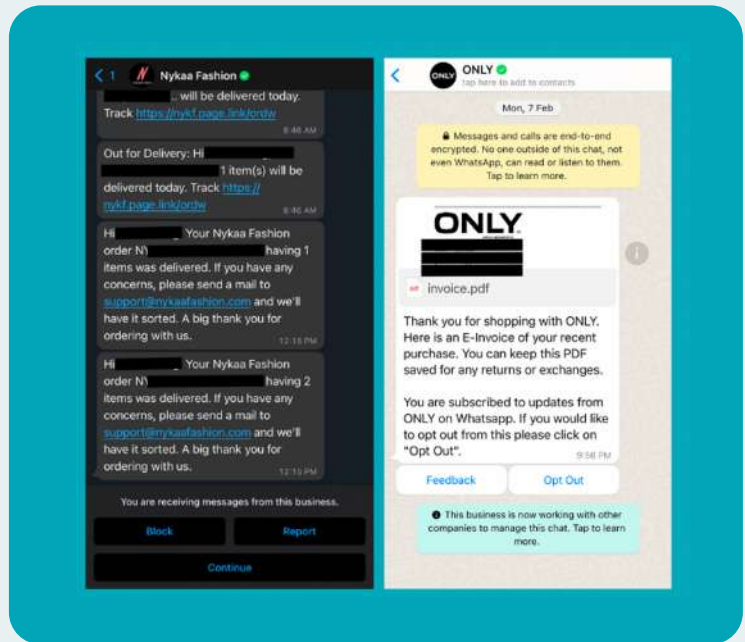 1
Nykaa Fashion
.. will be delivered today.
Track https://nykf.page.link/ordw
8:46 AM
Out for Delivery: Hi
1 item(s) will be
delivered today. Track https://
nykf.page.link/ordw
8:46 AM
Hi Your Nykaa Fashion
order NY having 1
items was delivered. If you have any
concerns, please send a mail to
support@nykaafashion.com and we'll
have it sorted. A big thank you for
ordering with us.
12:15 PM
Hi Your Nykaa Fashion
order N having 2
items was delivered. If you have any
concerns, please send a mail to
support@nykaafashion.com and we'll
have it sorted. A big thank you for
ordering with us.
12:15 PM
You are receiving messages from this business.
Block Report
Continue
ONLY
ONLY
tap here to add to contacts
Mon, 7 Feb
Messages and calls are end-to-end
encrypted. No one outside of this chat, not
even WhatsApp, can read or listen to them.
Tap to learn more.
ONLY
invoice.pdf
Thank you for shopping with ONLY.
Here is an E-Invoice of your recent
purchase. You can keep this PDF
saved for any returns or exchanges.
You are subscribed to updates from
ONLY on Whatsapp. If you would like
to opt out from this please click on
"Opt Out".
9:58 PM
Feedback Opt Out
This business is now working with other
companies to manage this chat. Tap to learn
more.